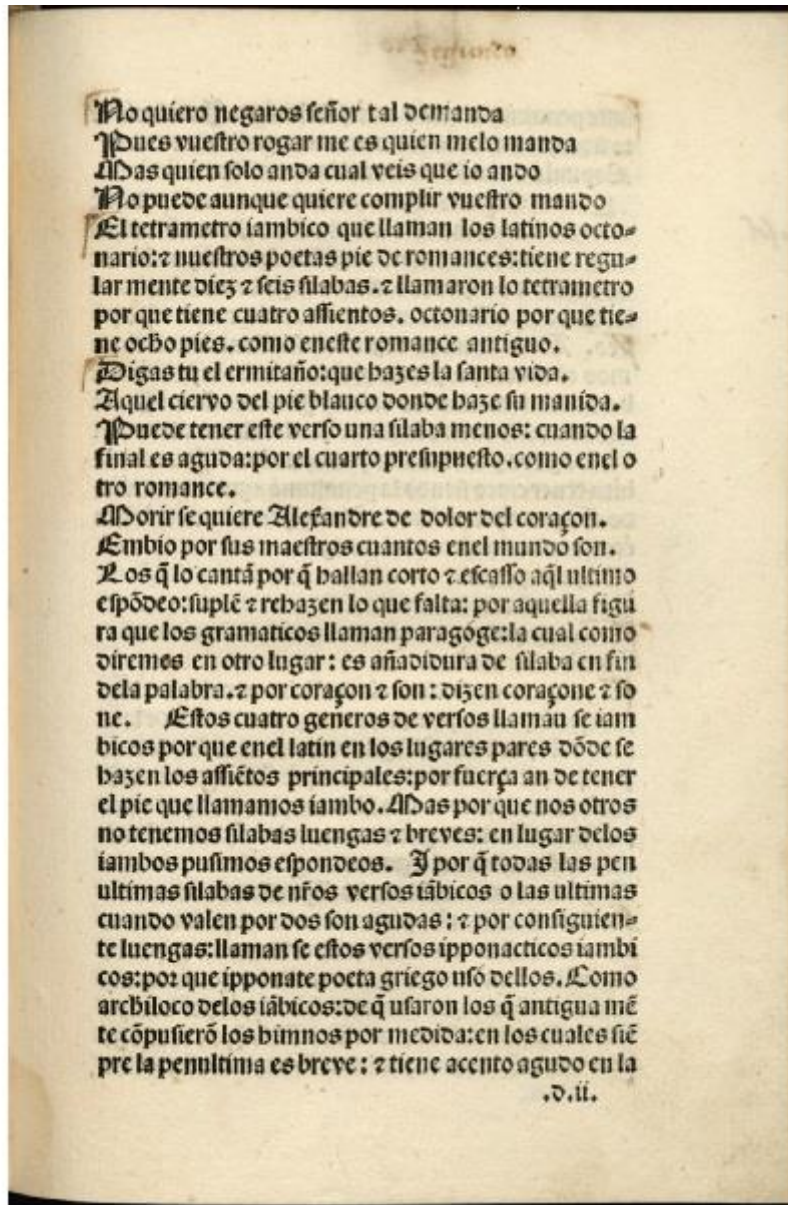 No quiero negaros señor tal demanda
Pues vuestro rogar me es quien melo manda
Mas quien solo anda cual veis que io ando
No puede aunque quiere complir vuestro mando
El tetrametro iambico que llaman los latinos octo-
nario: ⁊ nuestros poetas pie de romances: tiene regu-
lar mente diez ⁊ seis silabas. ⁊ llamaron lo tetrametro
por que tiene cuatro assientos. octonario por que tie-
ne ocho pies. como eneste romance antiguo.
Digas tu el ermitaño: que hazes la santa vida.
Aquel ciervo del pie blauco donde haze su manida.
Puede tener este verso una silaba menos: cuando la
final es aguda: por el cuarto presupuesto. como enel o
tro romance.
Morir se quiere Alexandre de dolor del coraçon.
Embio por sus maestros cuantos enel mundo son.
Los q̃ lo cantã por q̃ hallan corto ⁊ escasso aq̃l ultimo
espõdeo: suplẽ ⁊ rehazen lo que falta: por aquella figu
ra que los gramaticos llaman paragoge: la cual como
diremes en otro lugar: es añadidura de silaba en fin
dela palabra. ⁊ por coraçon ⁊ son: dizen coraçone ⁊ so
ne. Estos cuatro generos de versos llamau se iam
bicos por que enel latin en los lugares pares dõde se
hazen los assiẽtos principales: por fuerça an de tener
el pie que llamamos iambo. Mas por que nos otros
no tenemos silabas luengas ⁊ breves: en lugar delos
iambos pusimos espondeos. I por q̃ todas las pen
ultimas silabas de nr̃os versos iãbicos o las ultimas
cuando valen por dos son agudas: ⁊ por consiguien-
te luengas: llaman se estos versos ipponacticos iambi
cos: por que ipponate poeta griego uso dellos. Como
archiloco delos iãbicos: de q̃ usaron los q̃ antigua mẽ
te cõpusierõ los himnos por medida: en los cuales siẽ
pre la penultima es breve: ⁊ tiene acento agudo en la
.d.ii.